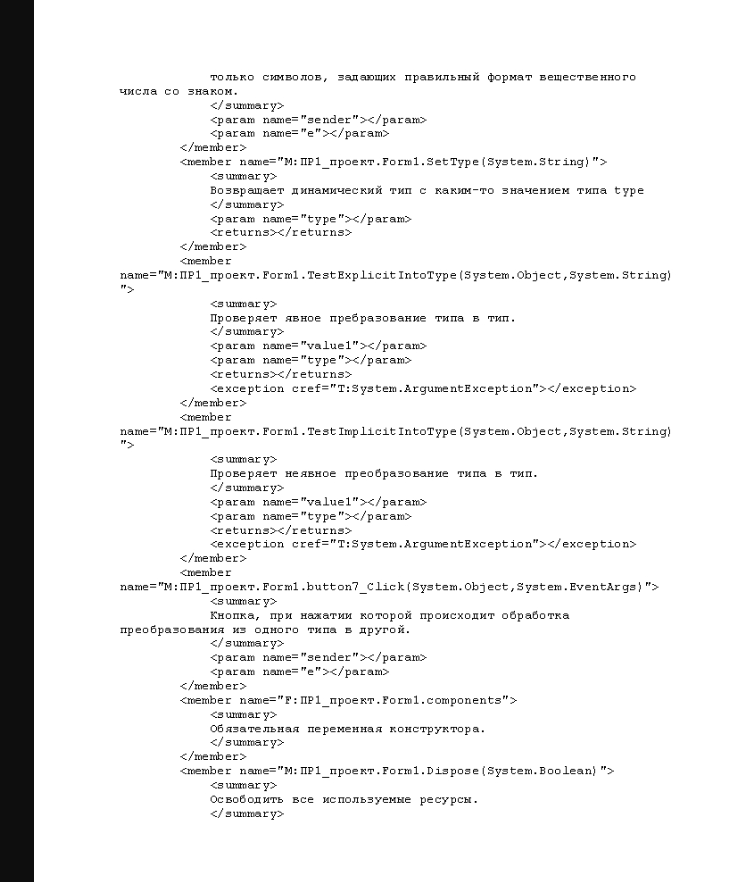 только символов, задающих правильный формат вещественного
числа со знаком.
</summary>
<param name="sender"></param>
<param name="e"></param>
</member>
<member name="M:ПР1_проект.Form1.SetType(System.String)">
<summary>
Возвращает динамический тип с каким-то значением типа type
</summary>
<param name="type"></param>
<returns></returns>
</member>
<member
name="M:ПР1_проект.Form1.TestExplicitIntoType(System.Object,System.String)
">
<summary>
Проверяет явное пребразование типа в тип.
</summary>
<param name="value1"></param>
<param name="type"></param>
<returns></returns>
<exception cref="T:System.ArgumentException"></exception>
</member>
<member
name="M:ПР1_проект.Form1.TestImplicitIntoType(System.Object,System.String)
">
<summary>
Проверяет неявное преобразование типа в тип.
</summary>
<param name="value1"></param>
<param name="type"></param>
<returns></returns>
<exception cref="T:System.ArgumentException"></exception>
</member>
<member
name="M:ПР1_проект.Form1.button7_Click(System.Object,System.EventArgs)">
<summary>
Кнопка, при нажатии которой происходит обработка
преобразования из одного типа в другой.
</summary>
<param name="sender"></param>
<param name="e"></param>
</member>
<member name="F:ПР1_проект.Form1.components">
<summary>
Обязательная переменная конструктора.
</summary>
</member>
<member name="M:ПР1_проект.Form1.Dispose(System.Boolean)">
<summary>
Освободить все используемые ресурсы.
</summary>